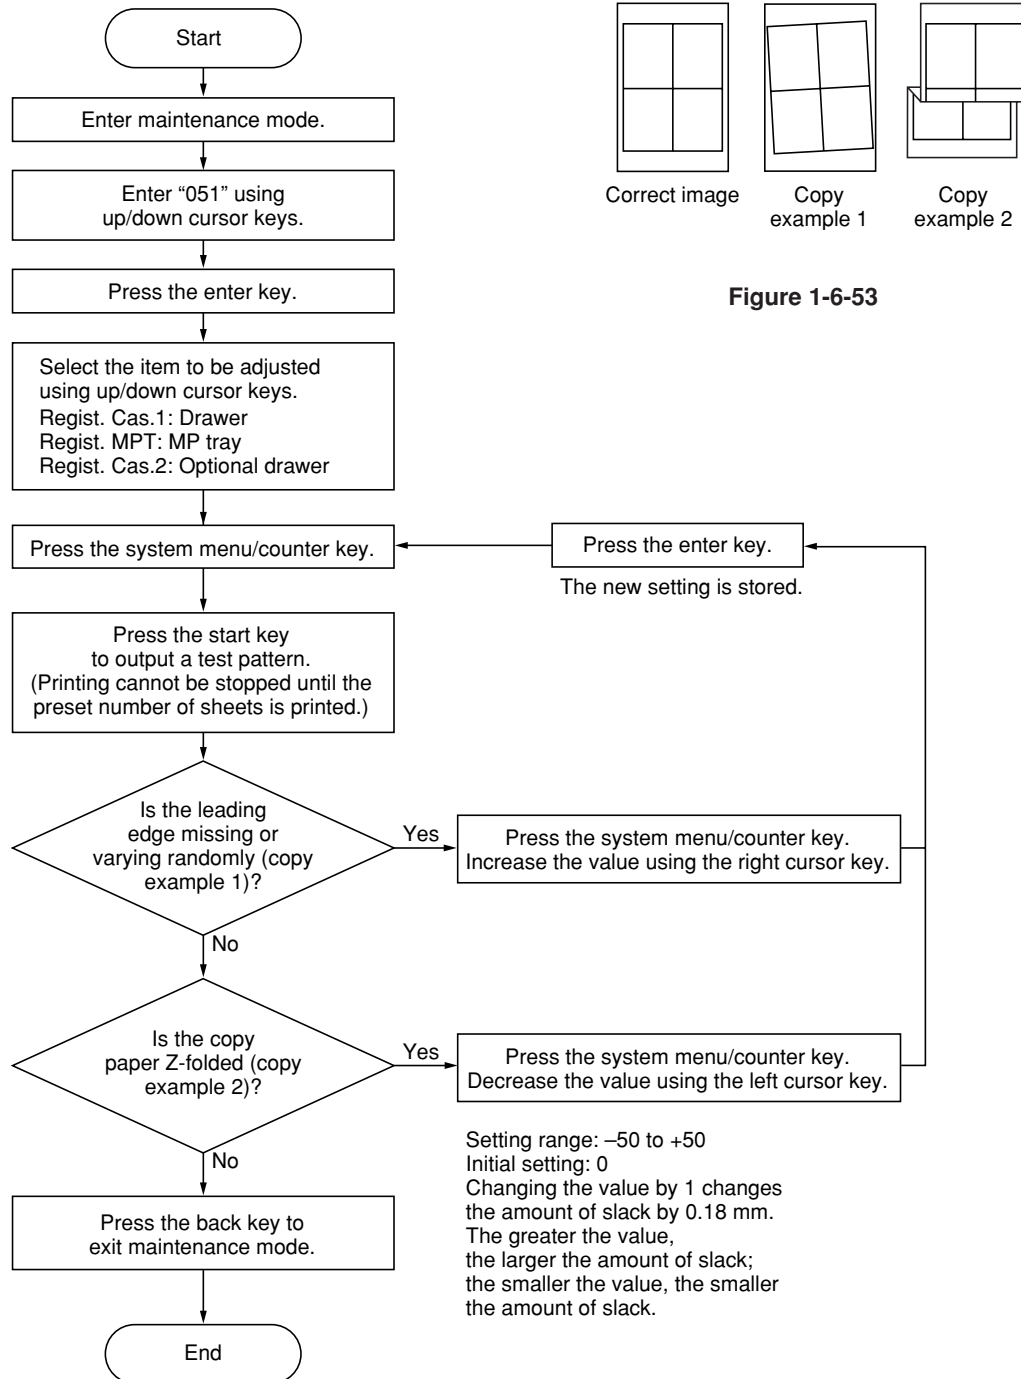 Start
Enter maintenance mode.
Enter “051” using
up/down cursor keys.
Press the enter key.
Select the item to be adjusted
using up/down cursor keys.
Regist. Cas.1: Drawer
Regist. MPT: MP tray
Regist. Cas.2: Optional drawer
Press the system menu/counter key.
Press the start key
to output a test pattern.
(Printing cannot be stopped until the
preset number of sheets is printed.)
Is the leading
edge missing or
varying randomly (copy
example 1)?
Yes
Press the system menu/counter key.
Increase the value using the right cursor key.
No
Is the copy
paper Z-folded (copy
example 2)?
Yes
Press the system menu/counter key.
Decrease the value using the left cursor key.
No
Press the back key to
exit maintenance mode.
End
Press the enter key.
The new setting is stored.
Setting range: –50 to +50
Initial setting: 0
Changing the value by 1 changes
the amount of slack by 0.18 mm.
The greater the value,
the larger the amount of slack;
the smaller the value, the smaller
the amount of slack.
Correct image
Copy
example 1
Copy
example 2
Figure 1-6-53